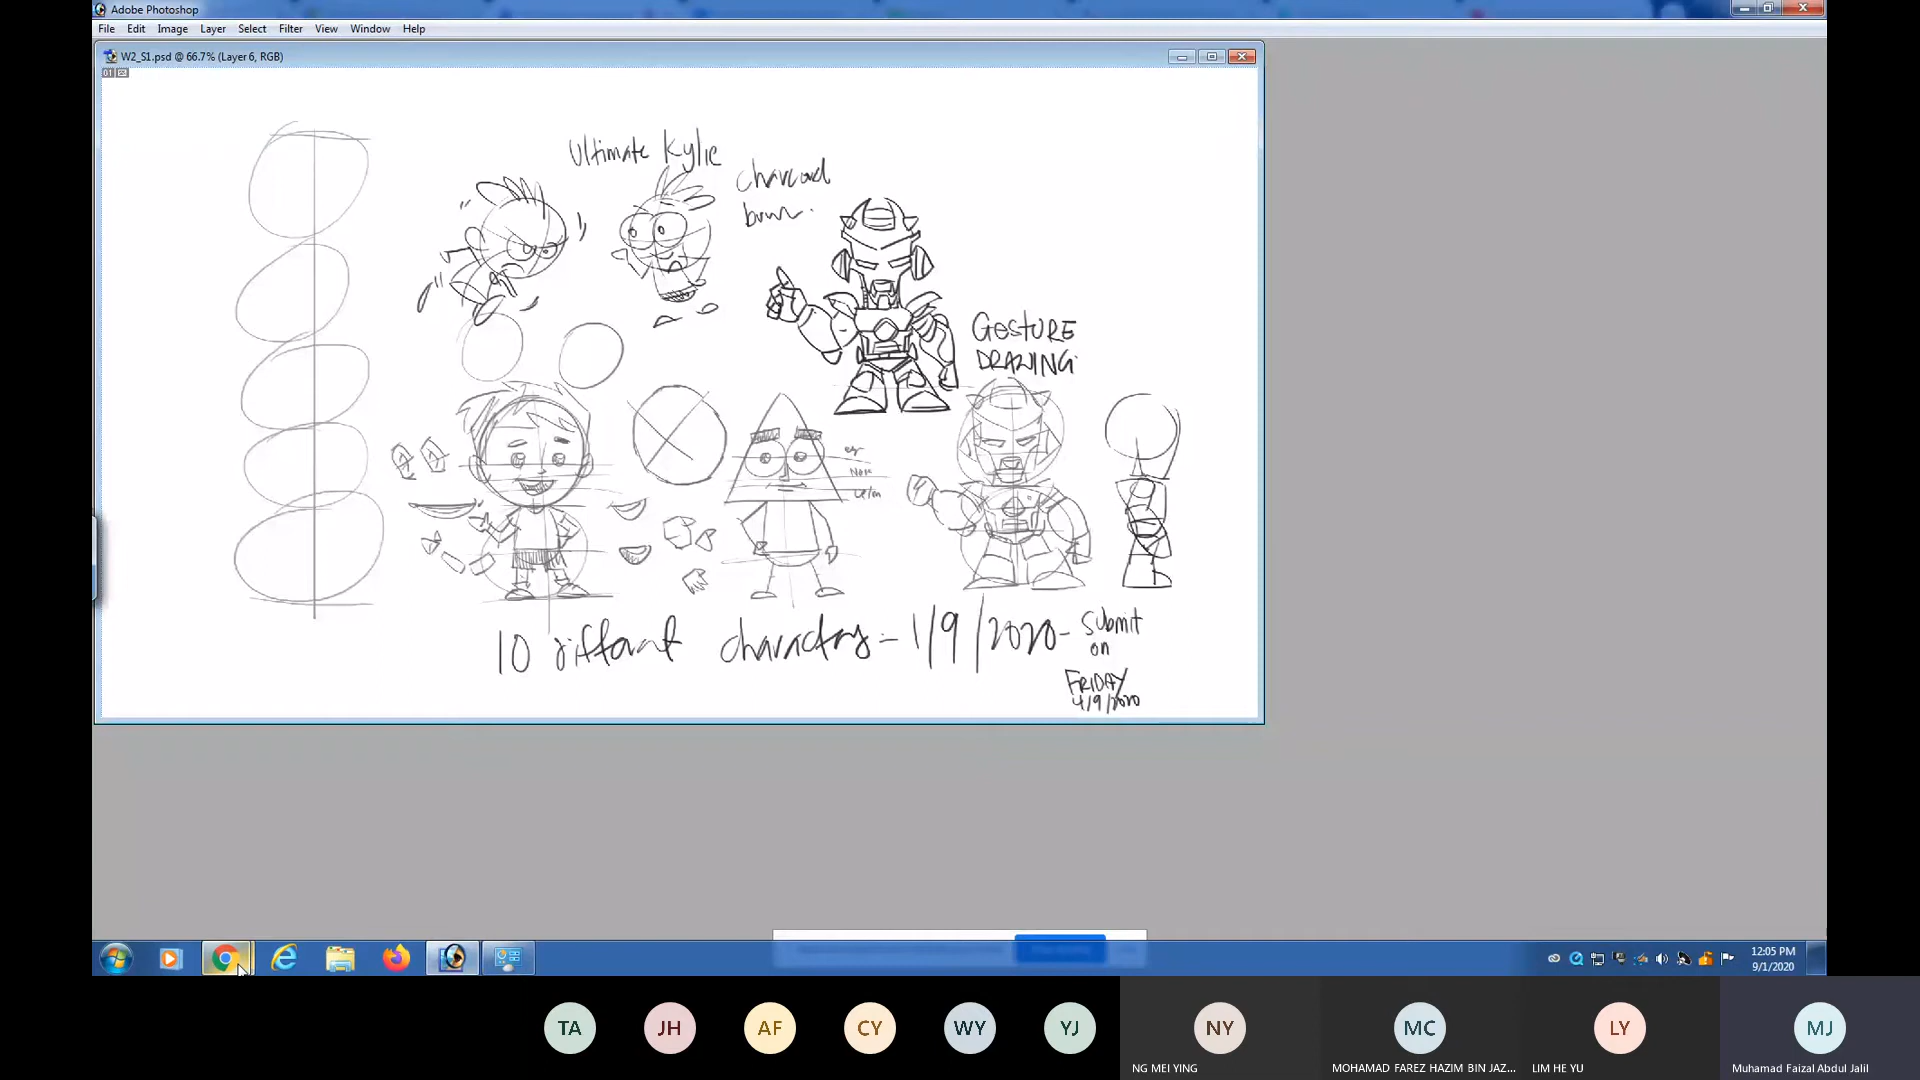 Adobe Photoshop
File Edit Image Layer Select Filter View Window Help
W2_S1.psd @ 66.7% (Layer 6, RGB)
01
Ultimate Kylie
charcoal
GESTURE
DRAWING
Nose
10 different characters = 1/9/2020 -
Submit
on
FRIDAY
4/9/2020
12:05 PM
9/1/2020
TA JH AF CY WY YJ NY MC LY MJ
NG MEI YING MOHAMAD FAREZ HAZIM BIN JAZ... LIM HE YU Muhamad Faizal Abdul Jalil